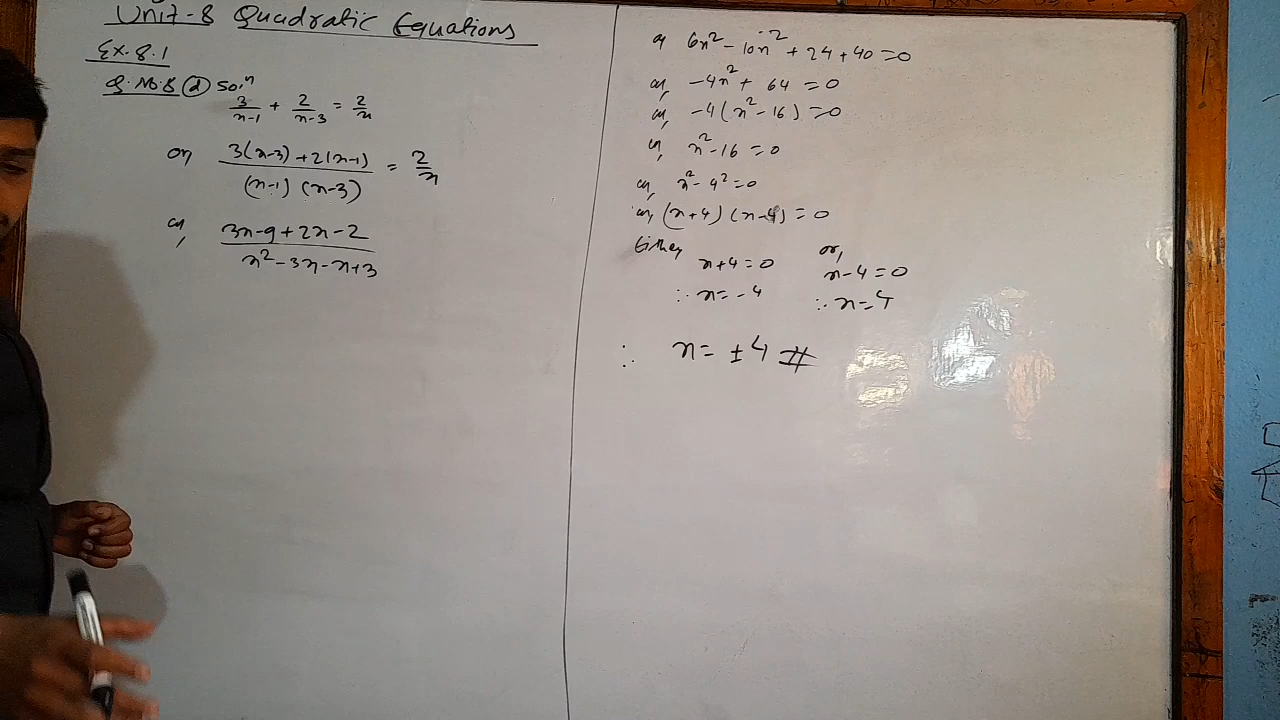 Unit-8 Quadratic Equations
Ex. 8.1
Q.No.8 (d) Solⁿ
3/(x-1) + 2/(x-3) = 2/x
or, (3(x-3)+2(x-1))/((x-1)(x-3)) = 2/x
or, (3x-9+2x-2)/(x²-3x-x+3)
or 6x² - 10x² + 24 + 40 = 0
or, -4x² + 64 = 0
or, -4(x²-16) = 0
or, x²-16 = 0
or, x²-4² = 0
or, (x+4)(x-4) = 0
Either or,
x+4 = 0 x-4 = 0
∴ x = -4 ∴ x = 4
∴ x = ±4 #